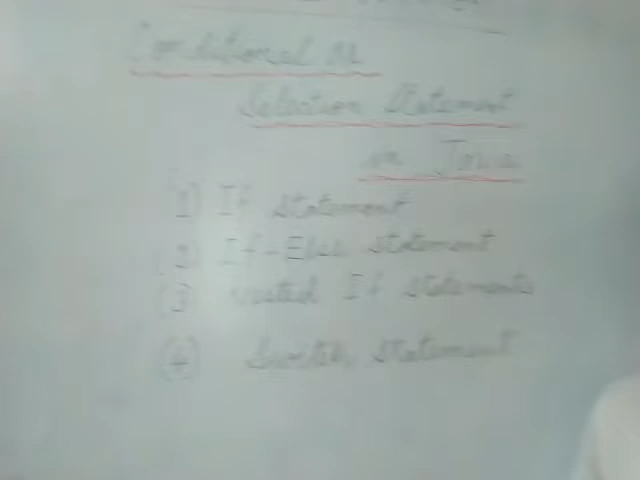 Conditional or
Selection Statement
in Java
(1) If statement
(2) If-Else statement
(3) nested If statements
(4) Switch statement